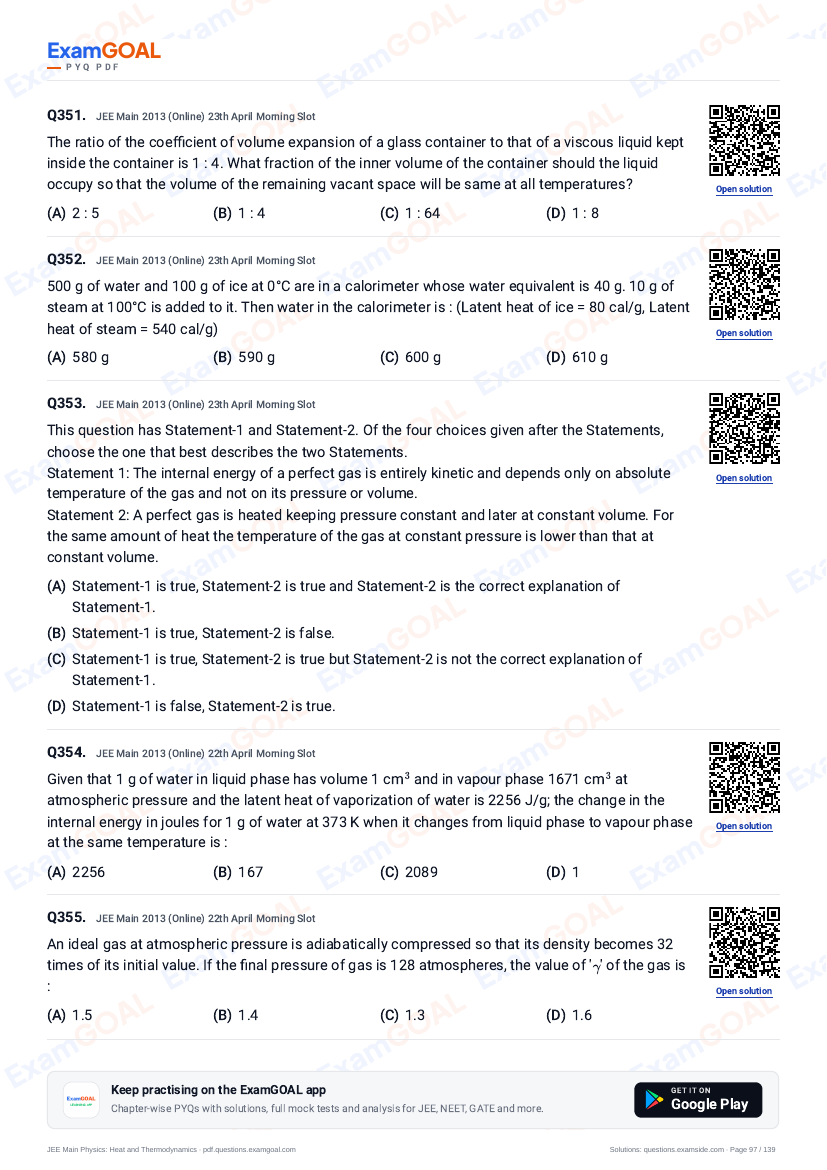 ExamGOAL
PYQ PDF
Q351. JEE Main 2013 (Online) 23th April Morning Slot
The ratio of the coefficient of volume expansion of a glass container to that of a viscous liquid kept
inside the container is 1 : 4. What fraction of the inner volume of the container should the liquid
occupy so that the volume of the remaining vacant space will be same at all temperatures?
Open solution
(A) 2 : 5 (B) 1 : 4 (C) 1 : 64 (D) 1 : 8
Q352. JEE Main 2013 (Online) 23th April Morning Slot
500 g of water and 100 g of ice at 0°C are in a calorimeter whose water equivalent is 40 g. 10 g of
steam at 100°C is added to it. Then water in the calorimeter is : (Latent heat of ice = 80 cal/g, Latent
heat of steam = 540 cal/g)
Open solution
(A) 580 g (B) 590 g (C) 600 g (D) 610 g
Q353. JEE Main 2013 (Online) 23th April Morning Slot
This question has Statement-1 and Statement-2. Of the four choices given after the Statements,
choose the one that best describes the two Statements.
Statement 1: The internal energy of a perfect gas is entirely kinetic and depends only on absolute
temperature of the gas and not on its pressure or volume.
Open solution
Statement 2: A perfect gas is heated keeping pressure constant and later at constant volume. For
the same amount of heat the temperature of the gas at constant pressure is lower than that at
constant volume.
(A) Statement-1 is true, Statement-2 is true and Statement-2 is the correct explanation of
Statement-1.
(B) Statement-1 is true, Statement-2 is false.
(C) Statement-1 is true, Statement-2 is true but Statement-2 is not the correct explanation of
Statement-1.
(D) Statement-1 is false, Statement-2 is true.
Q354. JEE Main 2013 (Online) 22th April Morning Slot
Given that 1 g of water in liquid phase has volume 1 cm³ and in vapour phase 1671 cm³ at
atmospheric pressure and the latent heat of vaporization of water is 2256 J/g; the change in the
internal energy in joules for 1 g of water at 373 K when it changes from liquid phase to vapour phase
at the same temperature is :
Open solution
(A) 2256 (B) 167 (C) 2089 (D) 1
Q355. JEE Main 2013 (Online) 22th April Morning Slot
An ideal gas at atmospheric pressure is adiabatically compressed so that its density becomes 32
times of its initial value. If the final pressure of gas is 128 atmospheres, the value of 'γ' of the gas is
:
Open solution
(A) 1.5 (B) 1.4 (C) 1.3 (D) 1.6
Keep practising on the ExamGOAL app
Chapter-wise PYQs with solutions, full mock tests and analysis for JEE, NEET, GATE and more.
GET IT ON
Google Play
JEE Main Physics: Heat and Thermodynamics · pdf.questions.examgoal.com
Solutions: questions.examside.com · Page 97 / 139